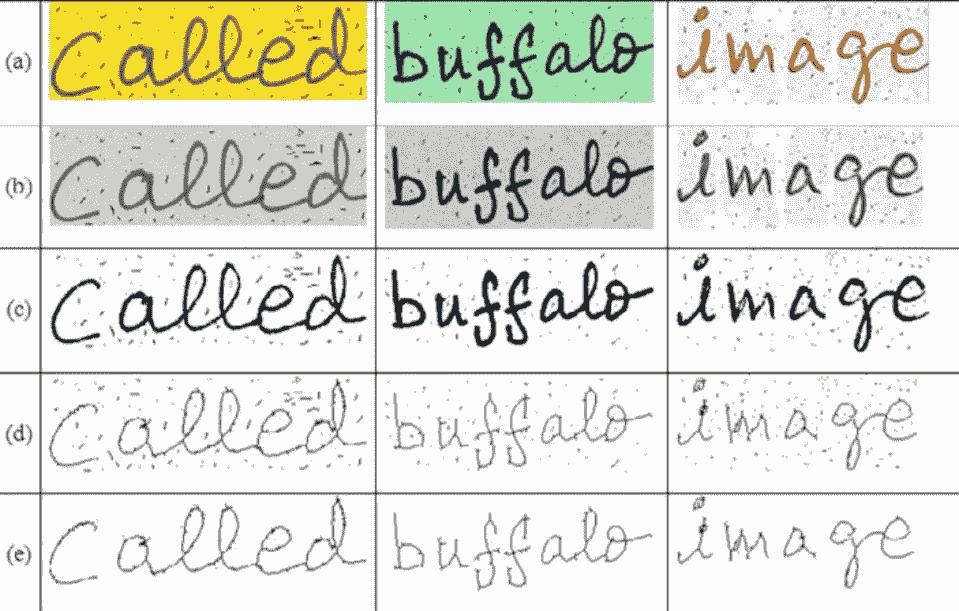 (a) Called buffalo image
(b) Called buffalo image
(c) Called buffalo image
(d) Called buffalo image
(e) Called buffalo image